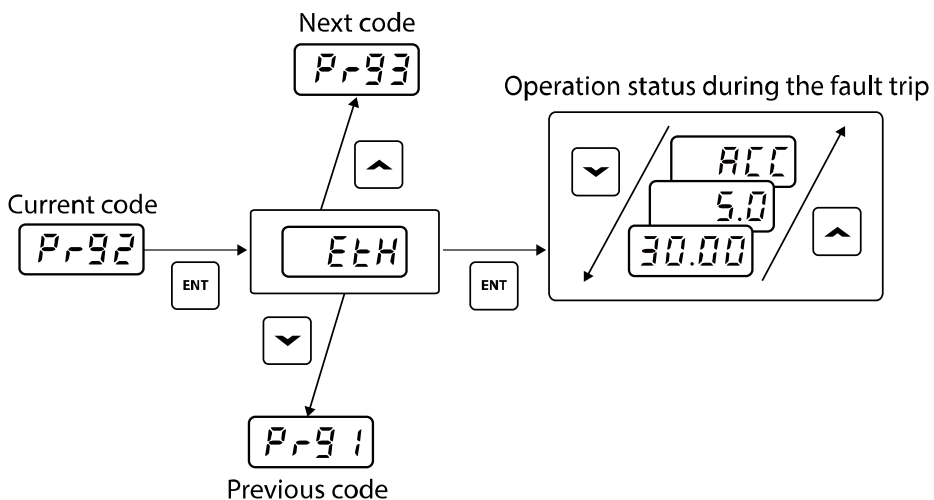 Next code
Pr93
Operation status during the fault trip
ACC
5.0
30.00
Current code
Pr92
ENT
EtH
ENT
Pr91
Previous code